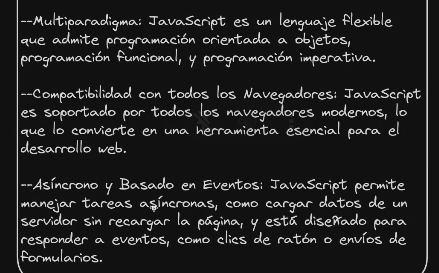 --Multiparadigma: JavaScript es un lenguaje flexible
que admite programación orientada a objetos,
programación funcional, y programación imperativa.
--Compatibilidad con todos los Navegadores: JavaScript
es soportado por todos los navegadores modernos, lo
que lo convierte en una herramienta esencial para el
desarrollo web.
--Asíncrono y Basado en Eventos: JavaScript permite
manejar tareas asíncronas, como cargar datos de un
servidor sin recargar la página, y está diseñado para
responder a eventos, como clics de ratón o envíos de
formularios.